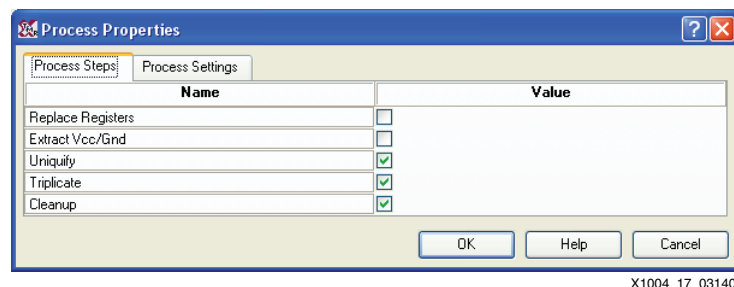 Process Properties
Process Steps Process Settings
Name Value
Replace Registers
Extract Vcc/Gnd
Uniquify
Triplicate
Cleanup
OK Help Cancel
X1004_17_03140